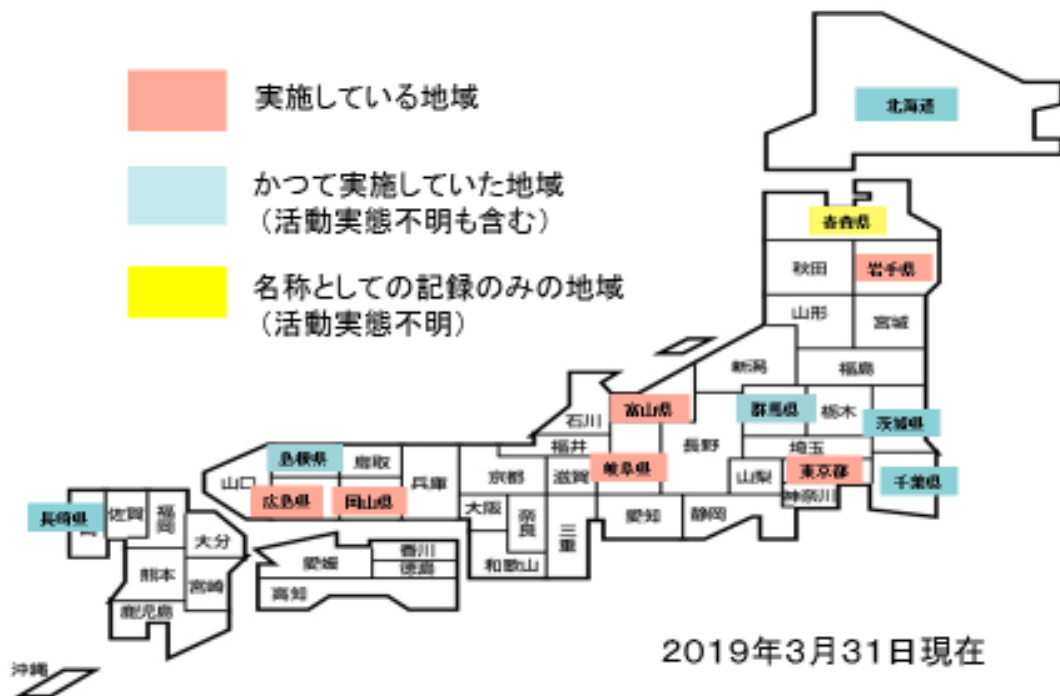 実施している地域
かつて実施していた地域
（活動実態不明も含む）
名称としての記録のみの地域
（活動実態不明）
北海道
青森県
秋田
岩手県
山形
宮城
新潟
福島
石川
富山県
群馬県
栃木
茨城県
福井
長野
埼玉
島根県
鳥取
山口
兵庫
京都
滋賀
岐阜県
山梨
東京都
千葉県
神奈川
広島県
岡山県
大阪
奈良
三重
愛知
静岡
長崎県
佐賀
福岡
大分
愛媛
香川
徳島
和歌山
熊本
宮崎
高知
鹿児島
沖縄
2019年3月31日現在